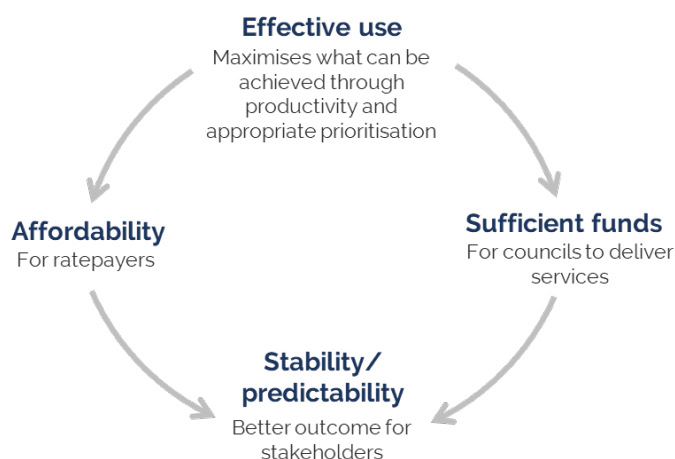 Effective use
Maximises what can be
achieved through
productivity and
appropriate prioritisation
Affordability
For ratepayers
Sufficient funds
For councils to deliver
services
Stability/
predictability
Better outcome for
stakeholders